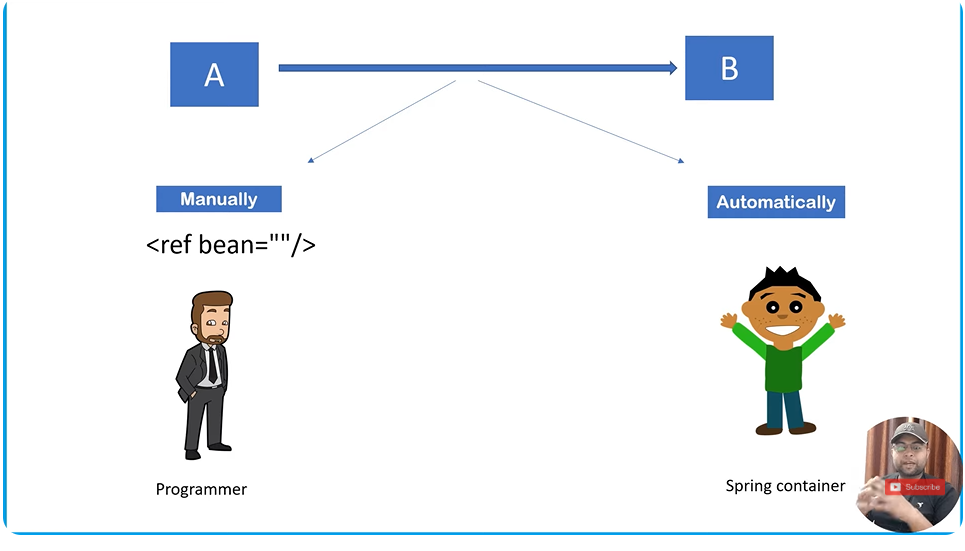 A
B
Manually
Automatically
<ref bean=""/>
Programmer
Spring container
Subscribe